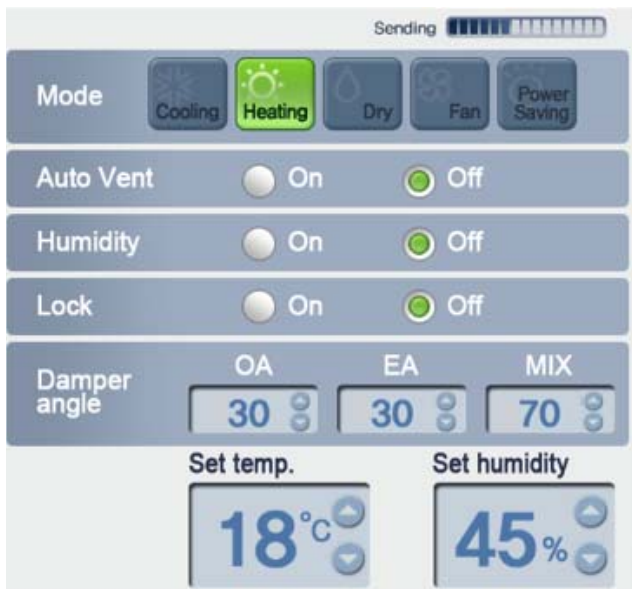 Sending
Mode Cooling Heating Dry Fan Power Saving
Auto Vent On Off
Humidity On Off
Lock On Off
Damper angle OA EA MIX
30 30 70
Set temp. Set humidity
18°C 45%